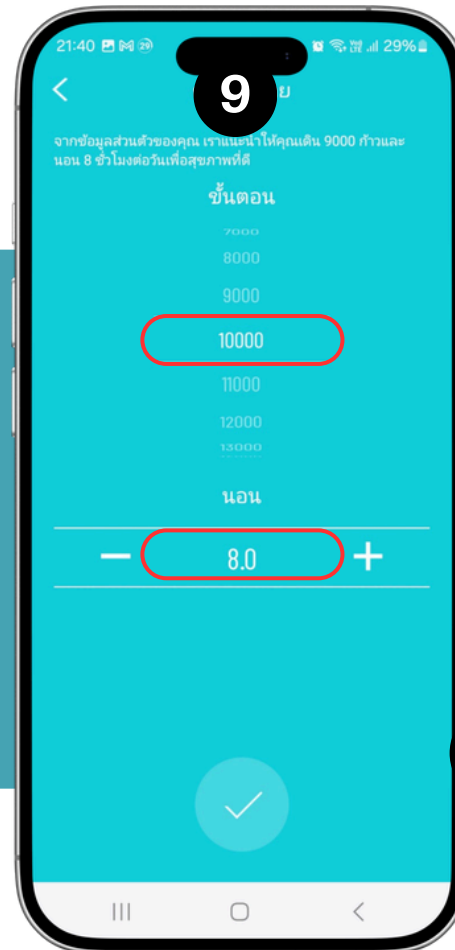 21:40 29 29%
9
ย
จากข้อมูลส่วนตัวของคุณ เราแนะนำให้คุณเดิน 9000 ก้าวและ
นอน 8 ชั่วโมงต่อวันเพื่อสุขภาพที่ดี
ขั้นตอน
7000
8000
9000
10000
11000
12000
13000
นอน
8.0